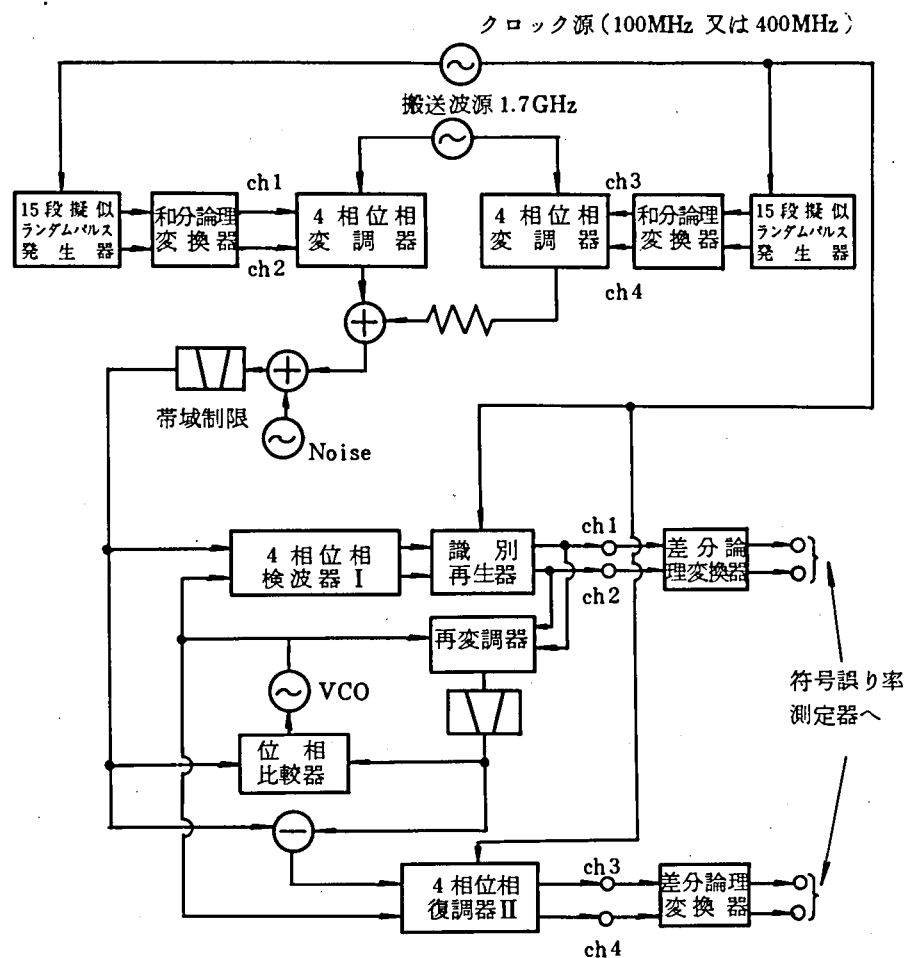 クロック源(100MHz 又は 400MHz)
搬送波源 1.7GHz
15段擬似
ランダムパルス
発生器
和分論理
変換器
ch1
ch2
4相位相
変調器
4相位相
変調器
ch3
ch4
和分論理
変換器
15段擬似
ランダムパルス
発生器
帯域制限
Noise
4相位相
検波器 I
識別
再生器
ch1
ch2
差分論
理変換器
再変調器
VCO
位相
比較器
符号誤り率
測定器へ
4相位相
復調器 II
ch3
ch4
差分論理
変換器